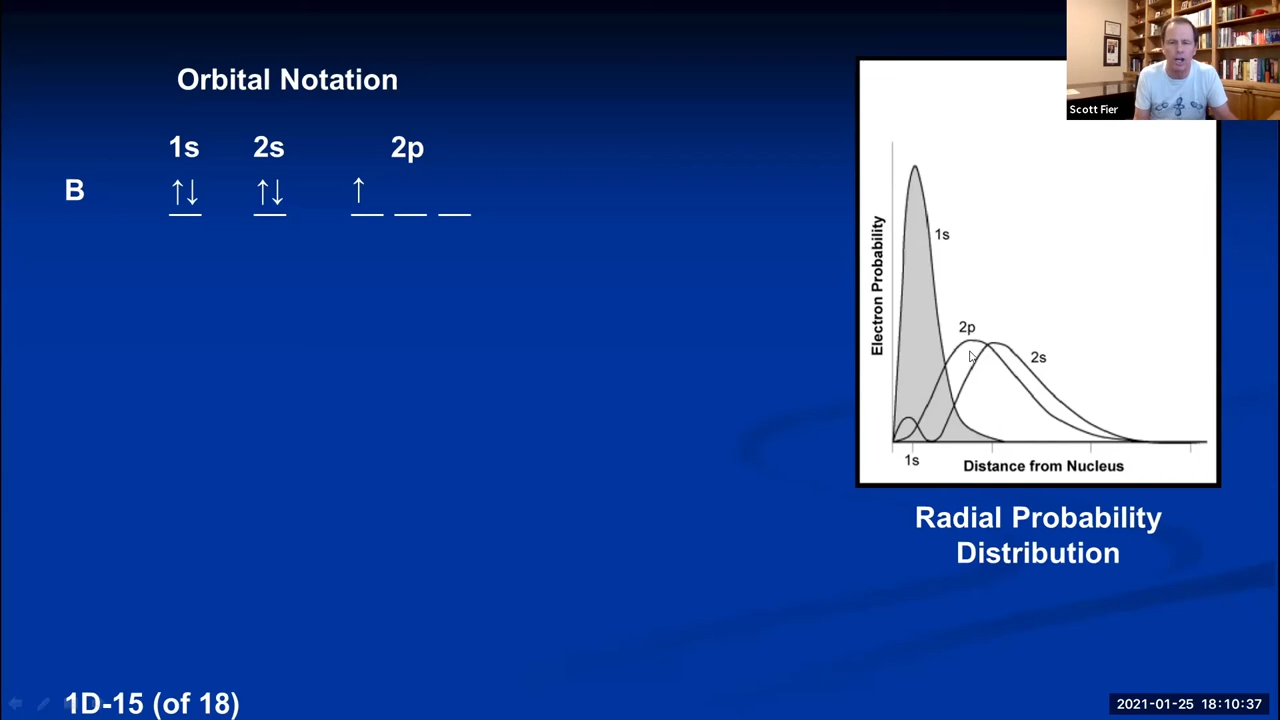 Orbital Notation
1s 2s 2p
B ↑↓ ↑↓ ↑
Scott Fier
Electron Probability
1s
2p
2s
1s
Distance from Nucleus
Radial Probability
Distribution
1D-15 (of 18)
2021-01-25 18:10:37